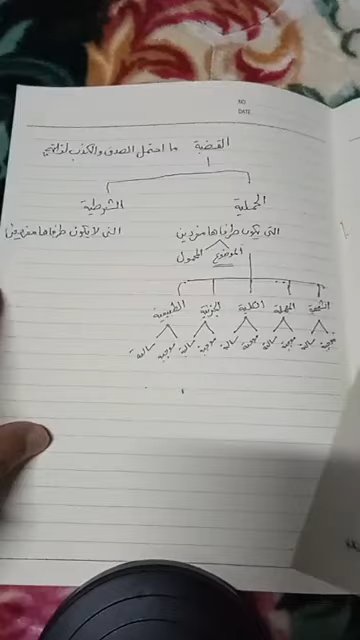 NO
DATE
القضية ما احتمل الصدق والكذب لذاته
الحملية الشرطية
التي يكون طرفاها مفردين التي لا يكون طرفاها مفردين
الموضوع المحمول
الشخصية المهملة الكلية الجزئية الطبيعية
موجبة سالبة موجبة سالبة موجبة سالبة موجبة سالبة موجبة سالبة